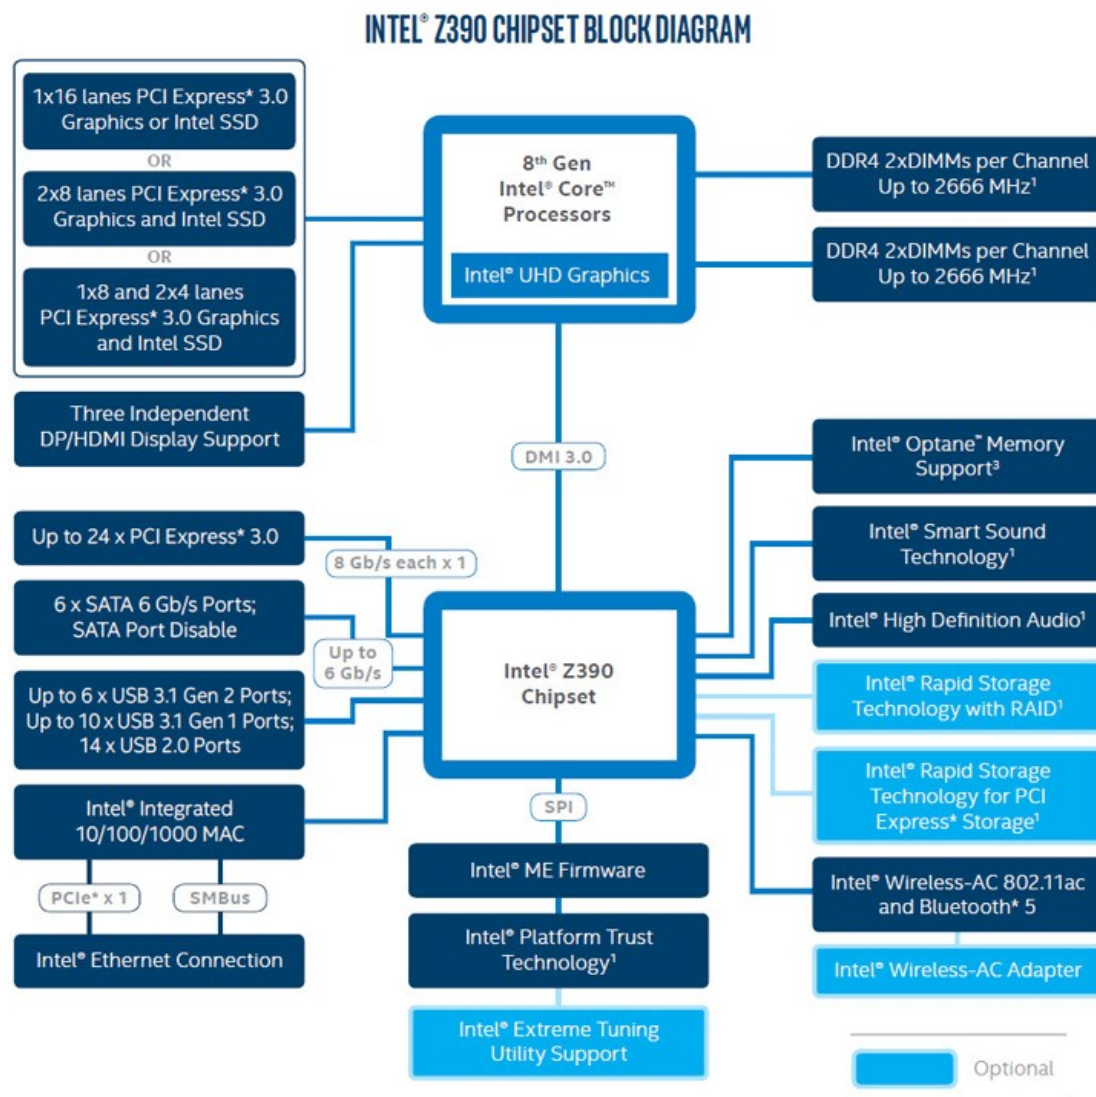 INTEL® Z390 CHIPSET BLOCK DIAGRAM
1x16 lanes PCI Express* 3.0
Graphics or Intel SSD
OR
2x8 lanes PCI Express* 3.0
Graphics and Intel SSD
OR
1x8 and 2x4 lanes
PCI Express* 3.0 Graphics
and Intel SSD
Three Independent
DP/HDMI Display Support
8th Gen
Intel® Core™
Processors
Intel® UHD Graphics
DDR4 2xDIMMs per Channel
Up to 2666 MHz¹
DDR4 2xDIMMs per Channel
Up to 2666 MHz¹
DMI 3.0
Up to 24 x PCI Express* 3.0
8 Gb/s each x 1
6 x SATA 6 Gb/s Ports;
SATA Port Disable
Up to
6 Gb/s
Up to 6 x USB 3.1 Gen 2 Ports;
Up to 10 x USB 3.1 Gen 1 Ports;
14 x USB 2.0 Ports
Intel® Integrated
10/100/1000 MAC
PCIe* x 1
SMBus
Intel® Ethernet Connection
Intel® Z390
Chipset
SPI
Intel® ME Firmware
Intel® Platform Trust
Technology¹
Intel® Extreme Tuning
Utility Support
Intel® Optane™ Memory
Support³
Intel® Smart Sound
Technology¹
Intel® High Definition Audio¹
Intel® Rapid Storage
Technology with RAID¹
Intel® Rapid Storage
Technology for PCI
Express* Storage¹
Intel® Wireless-AC 802.11ac
and Bluetooth* 5
Intel® Wireless-AC Adapter
Optional